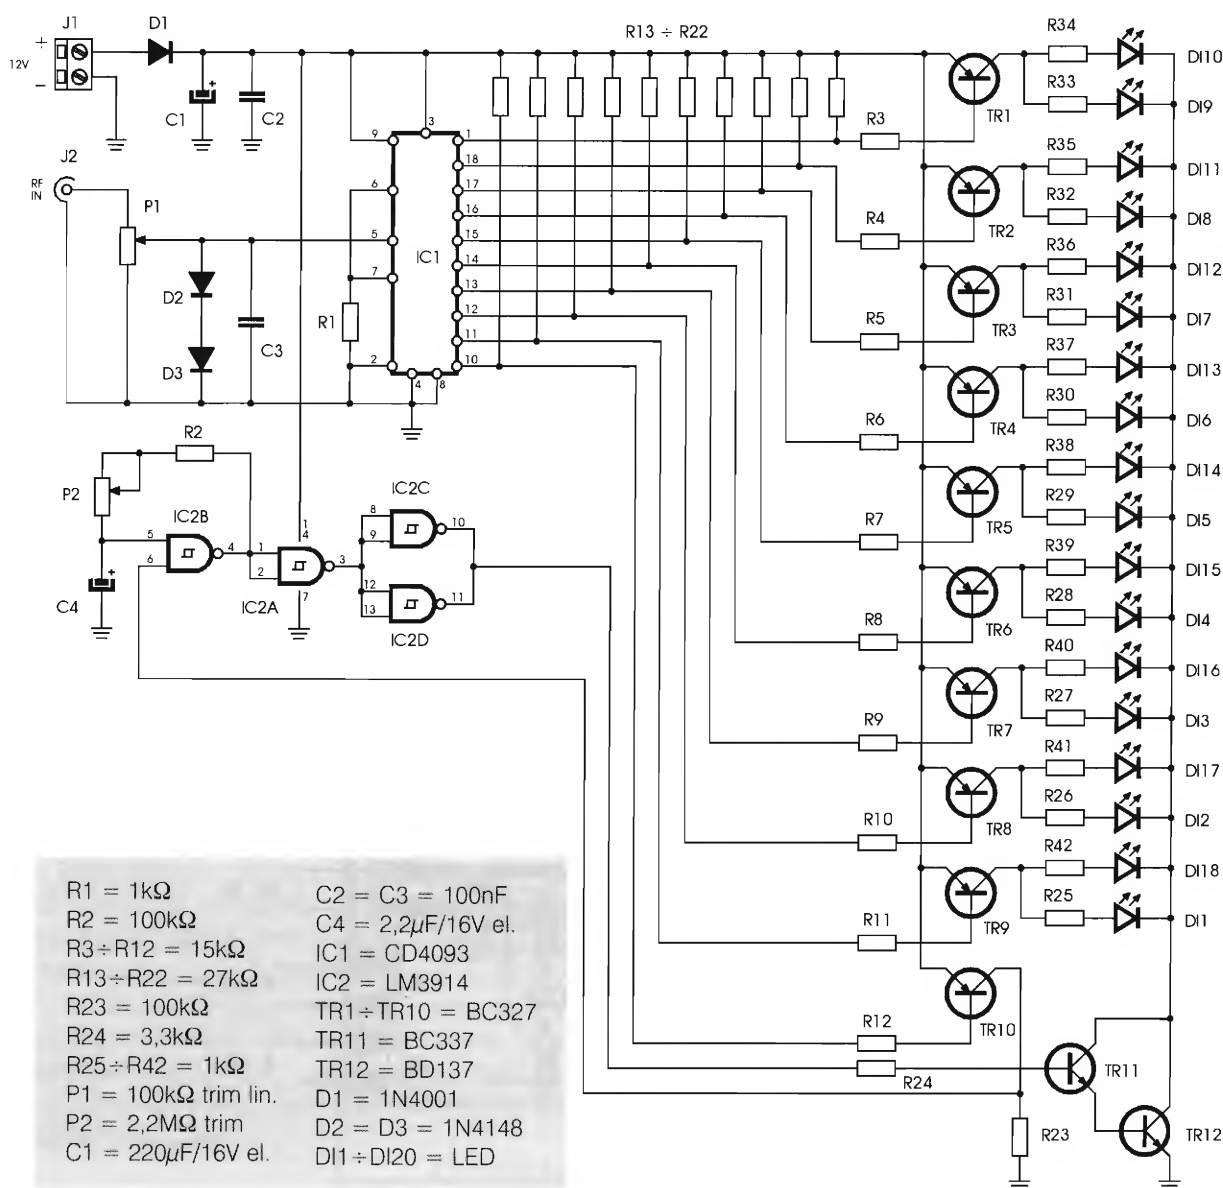 J1
D1
R13 ÷ R22
R34
DI10
+
12V
–
C1
C2
3
TR1
R33
DI9
9
1
R3
J2
RF
IN
P1
6
18
17
16
5
15
IC1
7
14
13
12
11
10
2
4
8
D2
D3
C3
R1
R35
DI11
R4
TR2
R32
DI8
R36
DI12
R5
TR3
R31
DI7
R37
DI13
R6
TR4
R30
DI6
R38
DI14
R7
TR5
R29
DI5
R39
DI15
R8
TR6
R28
DI4
R40
DI16
R9
TR7
R27
DI3
R41
DI17
R10
TR8
R26
DI2
R42
DI18
R11
TR9
R25
DI1
R12
TR10
R24
TR11
R23
TR12
R2
P2
IC2B
5
6
4
C4
1
4
1
2
3
IC2A
7
IC2C
8
9
10
12
13
11
IC2D
R1 = 1kΩ
R2 = 100kΩ
R3÷R12 = 15kΩ
R13÷R22 = 27kΩ
R23 = 100kΩ
R24 = 3,3kΩ
R25÷R42 = 1kΩ
P1 = 100kΩ trim lin.
P2 = 2,2MΩ trim
C1 = 220µF/16V el.
C2 = C3 = 100nF
C4 = 2,2µF/16V el.
IC1 = CD4093
IC2 = LM3914
TR1÷TR10 = BC327
TR11 = BC337
TR12 = BD137
D1 = 1N4001
D2 = D3 = 1N4148
DI1÷DI20 = LED